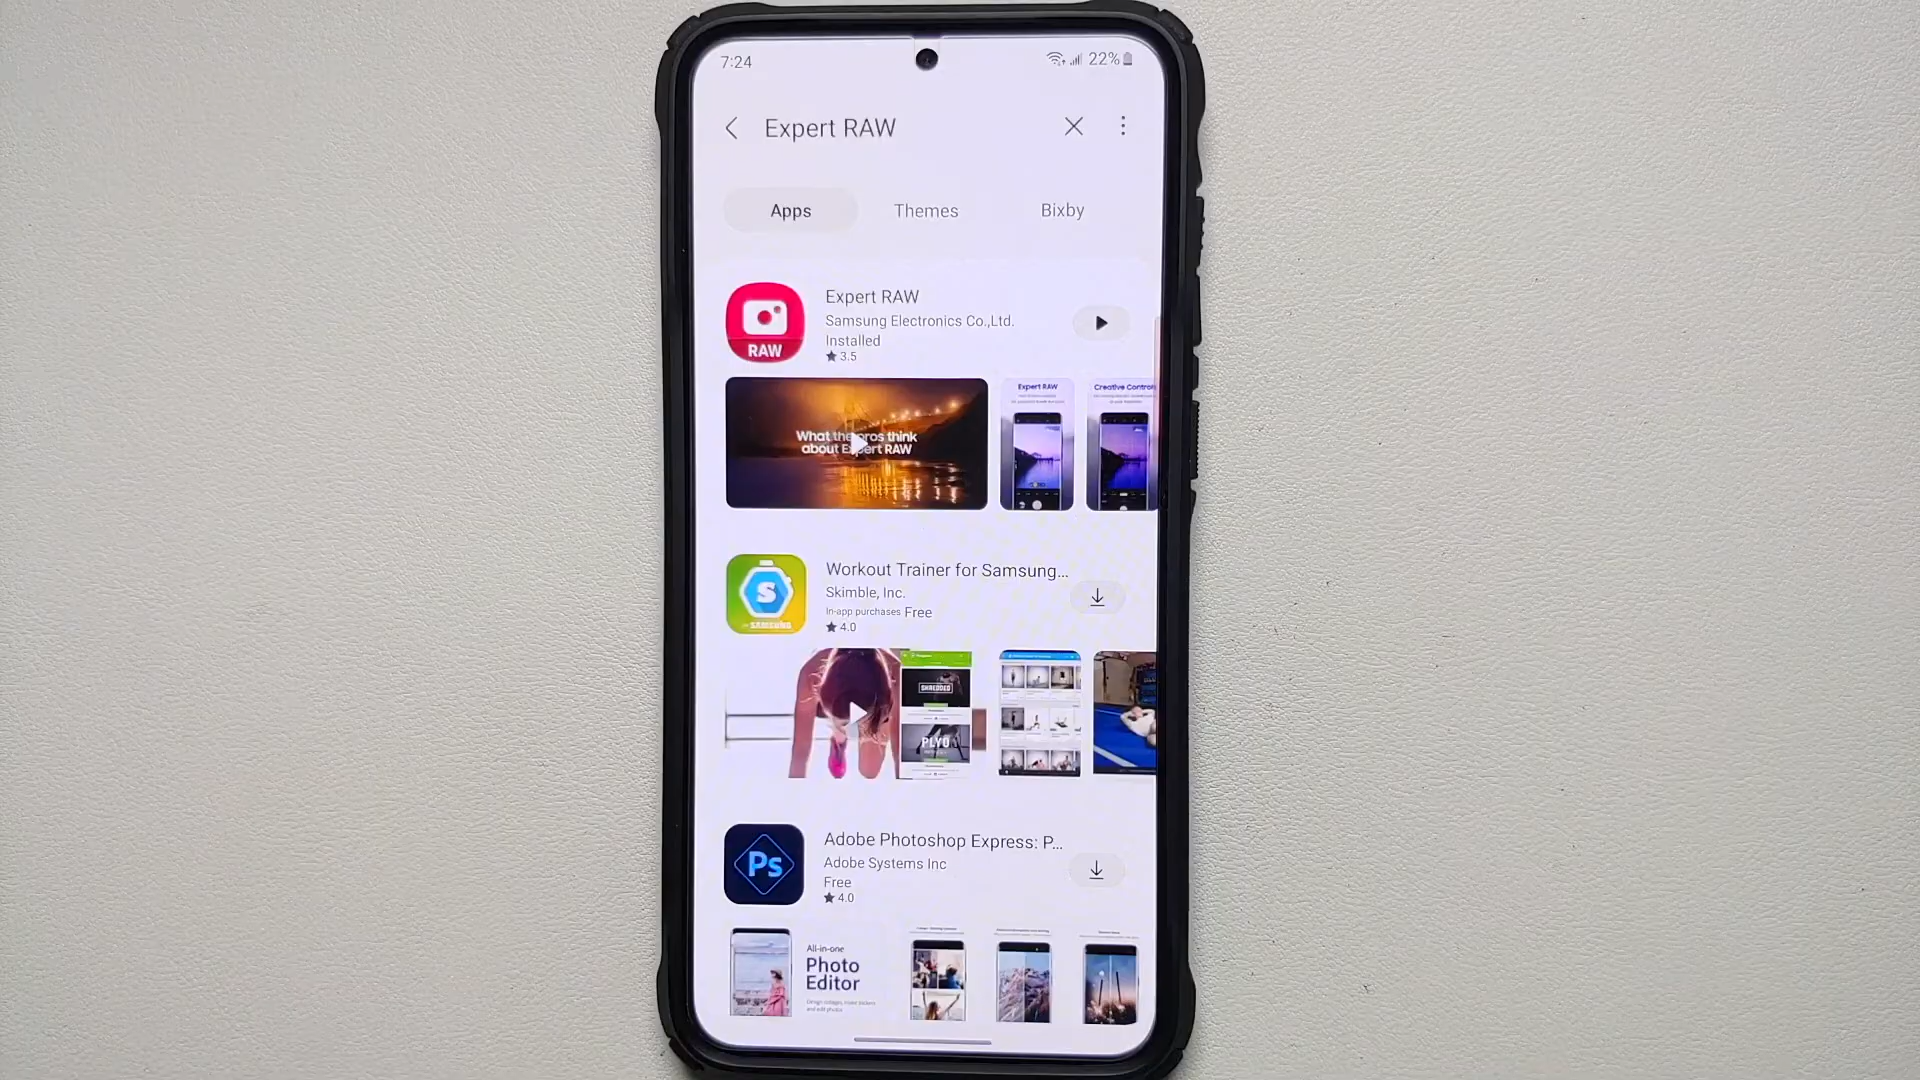 7:24
22%
Expert RAW
Apps
Themes
Bixby
Expert RAW
Samsung Electronics Co.,Ltd.
Installed
★ 3.5
RAW
What the pros think
about Expert RAW
Expert RAW
Creative Control
Workout Trainer for Samsung...
Skimble, Inc.
In-app purchases Free
★ 4.0
S
SAMSUNG
SHREDDED
PLYO
Adobe Photoshop Express: P...
Adobe Systems Inc
Free
★ 4.0
Ps
All-in-one
Photo
Editor